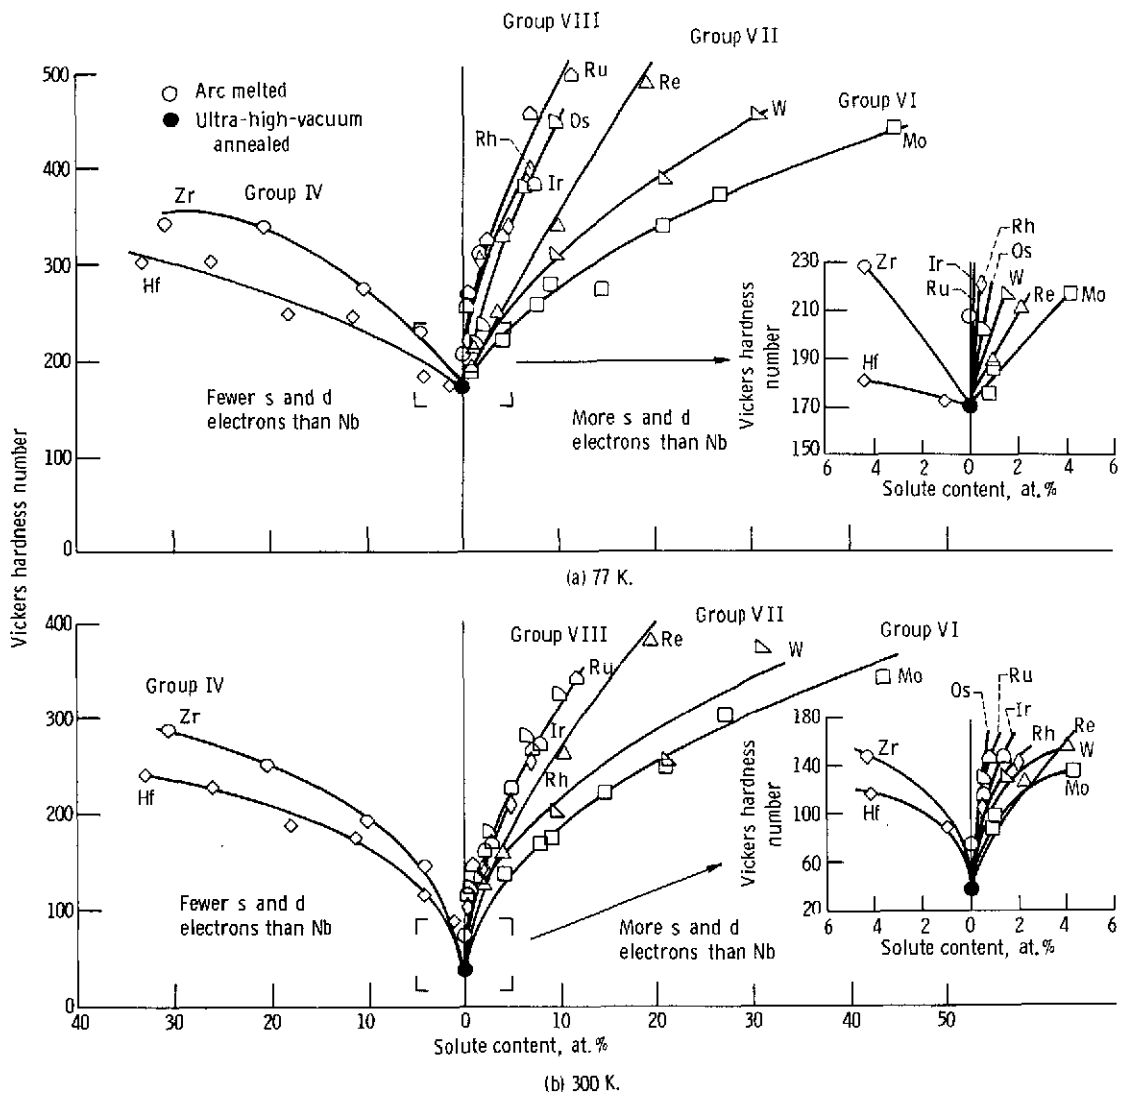 Group VIII
Group VII
Group VI
Group IV
Arc melted
Ultra-high-vacuum
annealed
500
400
300
200
100
0
Zr
Hf
Ru
Os
Rh
Ir
Re
W
Mo
Fewer s and d
electrons than Nb
More s and d
electrons than Nb
Vickers hardness
number
230
210
190
170
150
Zr
Hf
Ir
Ru
Rh
Os
W
Re
Mo
6 4 2 0 2 4 6
Solute content, at.%
(a) 77 K.
Vickers hardness number
400
300
200
100
0
Group IV
Group VIII
Group VII
Group VI
Zr
Hf
Ru
Ir
Rh
Re
W
Mo
Fewer s and d
electrons than Nb
More s and d
electrons than Nb
Vickers hardness
number
180
140
100
60
20
Zr
Hf
Os
Ru
Ir
Rh
Re
W
Mo
6 4 2 0 2 4 6
Solute content, at.%
40 30 20 10 0 10 20 30 40 50
Solute content, at.%
(b) 300 K.